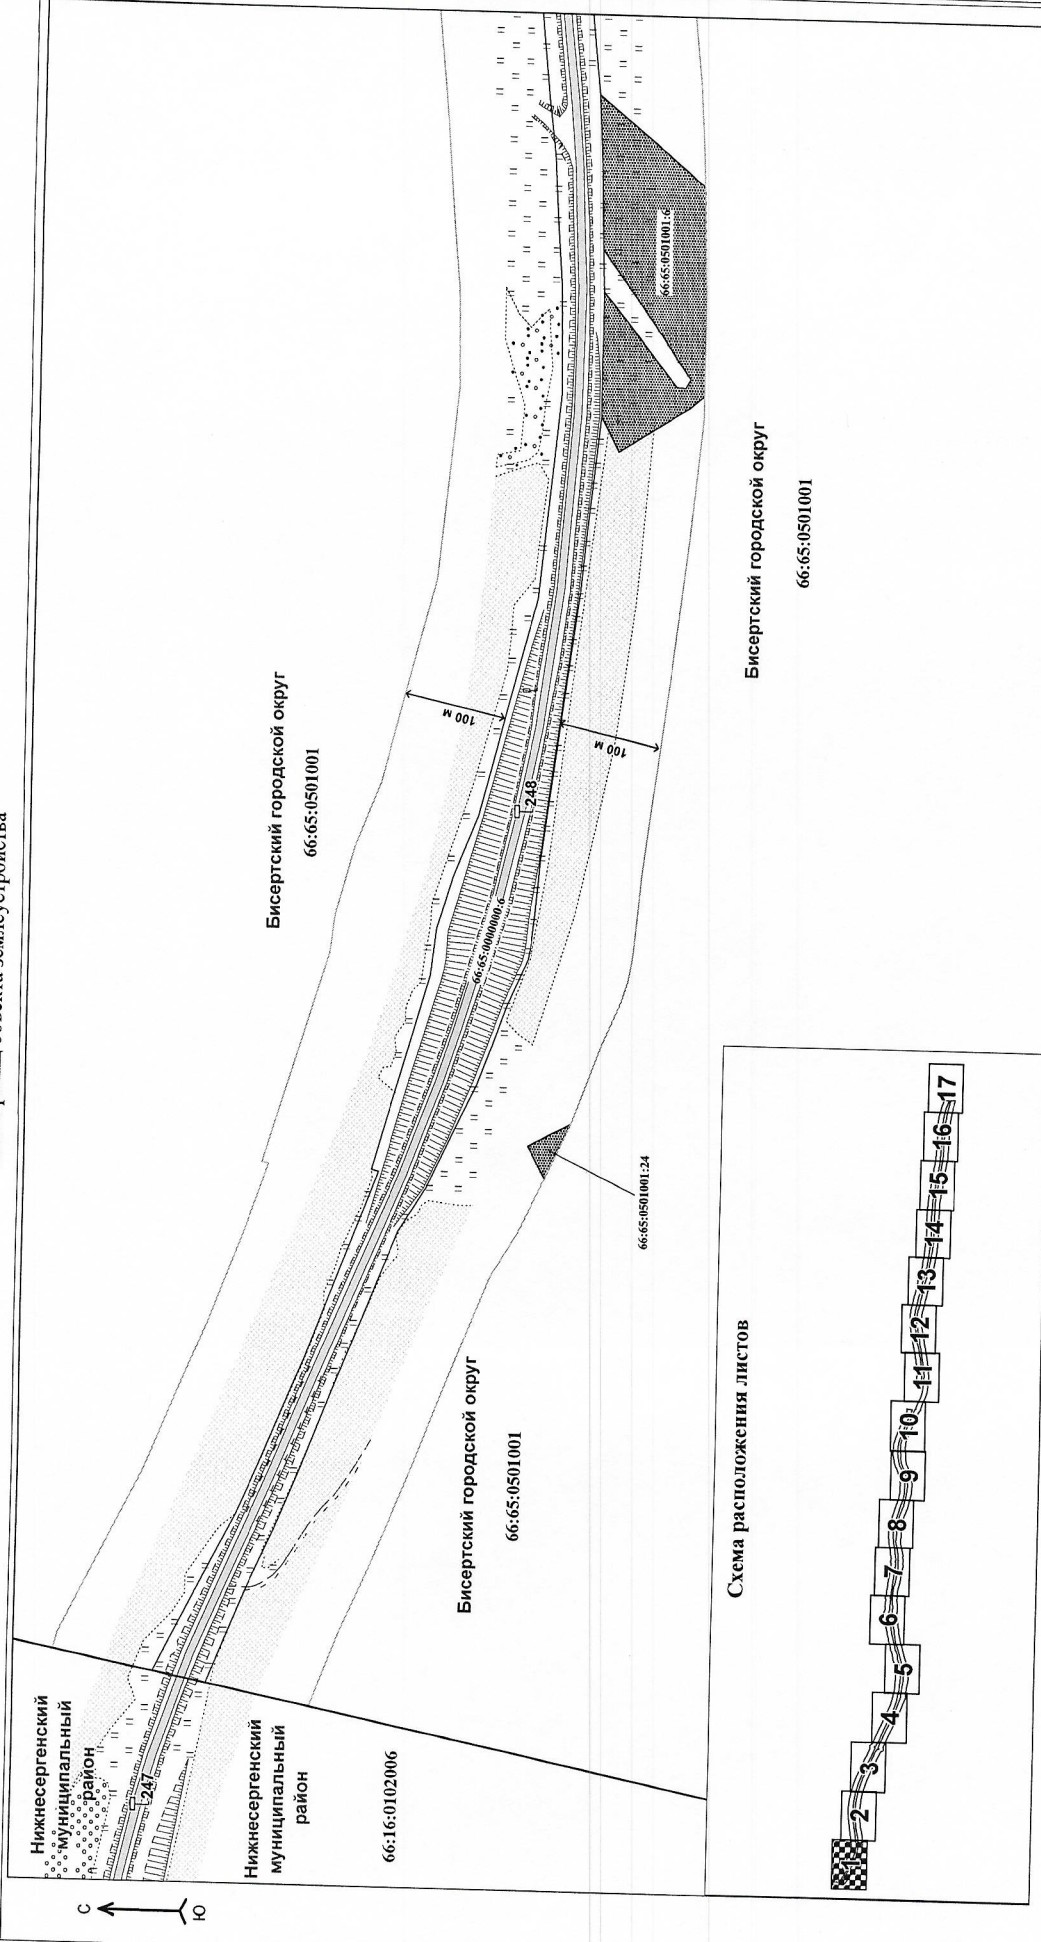 объекта землеустройства
Нижнесергенский
муниципальный
район
247
Нижнесергенский
муниципальный
район
66:16:0102006
С
Ю
Бисертский городской округ
66:65:0501001
100 м
100 м
248
66:65:0000000:6
66:65:0501001:6
Бисертский городской округ
66:65:0501001
66:65:0501001:24
Бисертский городской округ
66:65:0501001
Схема расположения листов
1
2
3
4
5
6
7
8
9
10
11
12
13
14
15
16
17